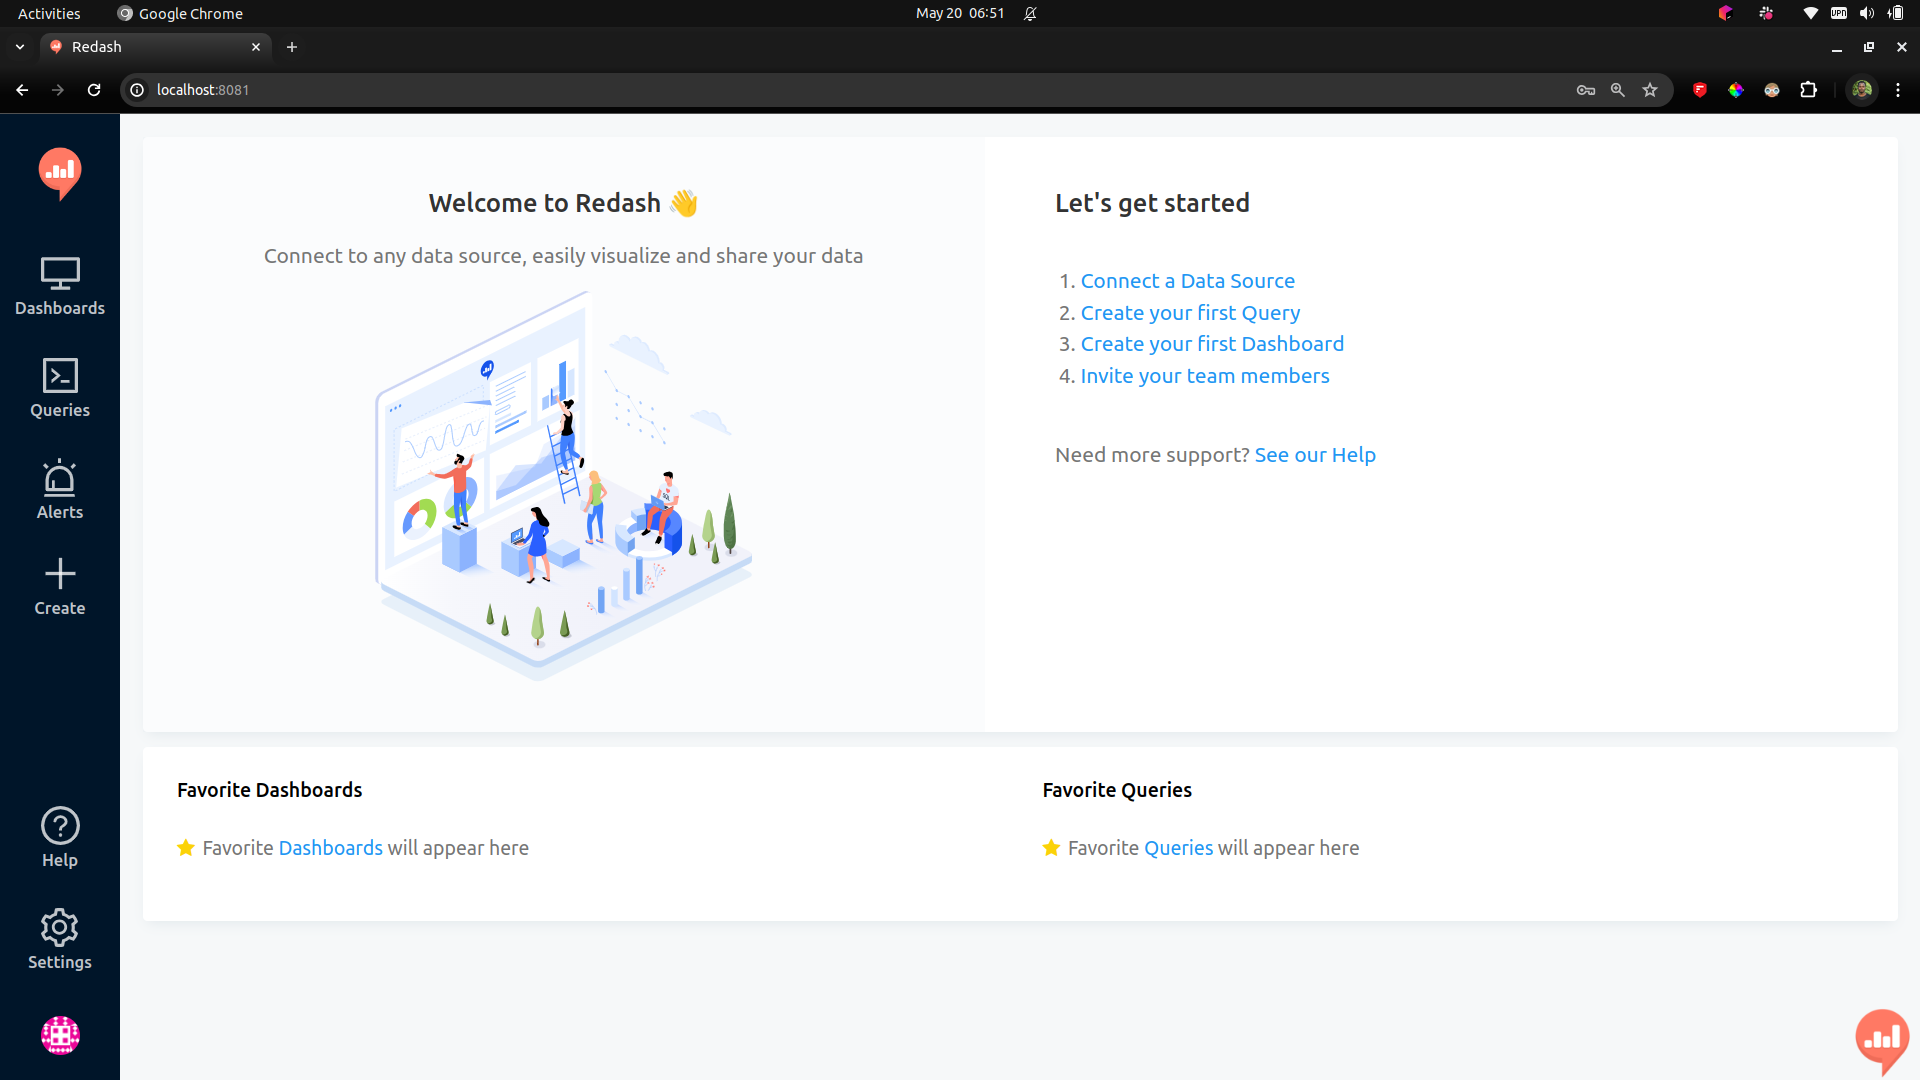 Activities
Google Chrome
May 20 06:51
VPN
Redash
localhost:8081
Dashboards
Queries
Alerts
Create
Help
Settings
Welcome to Redash 👋
Connect to any data source, easily visualize and share your data
Let's get started
1. Connect a Data Source
2. Create your first Query
3. Create your first Dashboard
4. Invite your team members
Need more support? See our Help
Favorite Dashboards
Favorite Dashboards will appear here
Favorite Queries
Favorite Queries will appear here